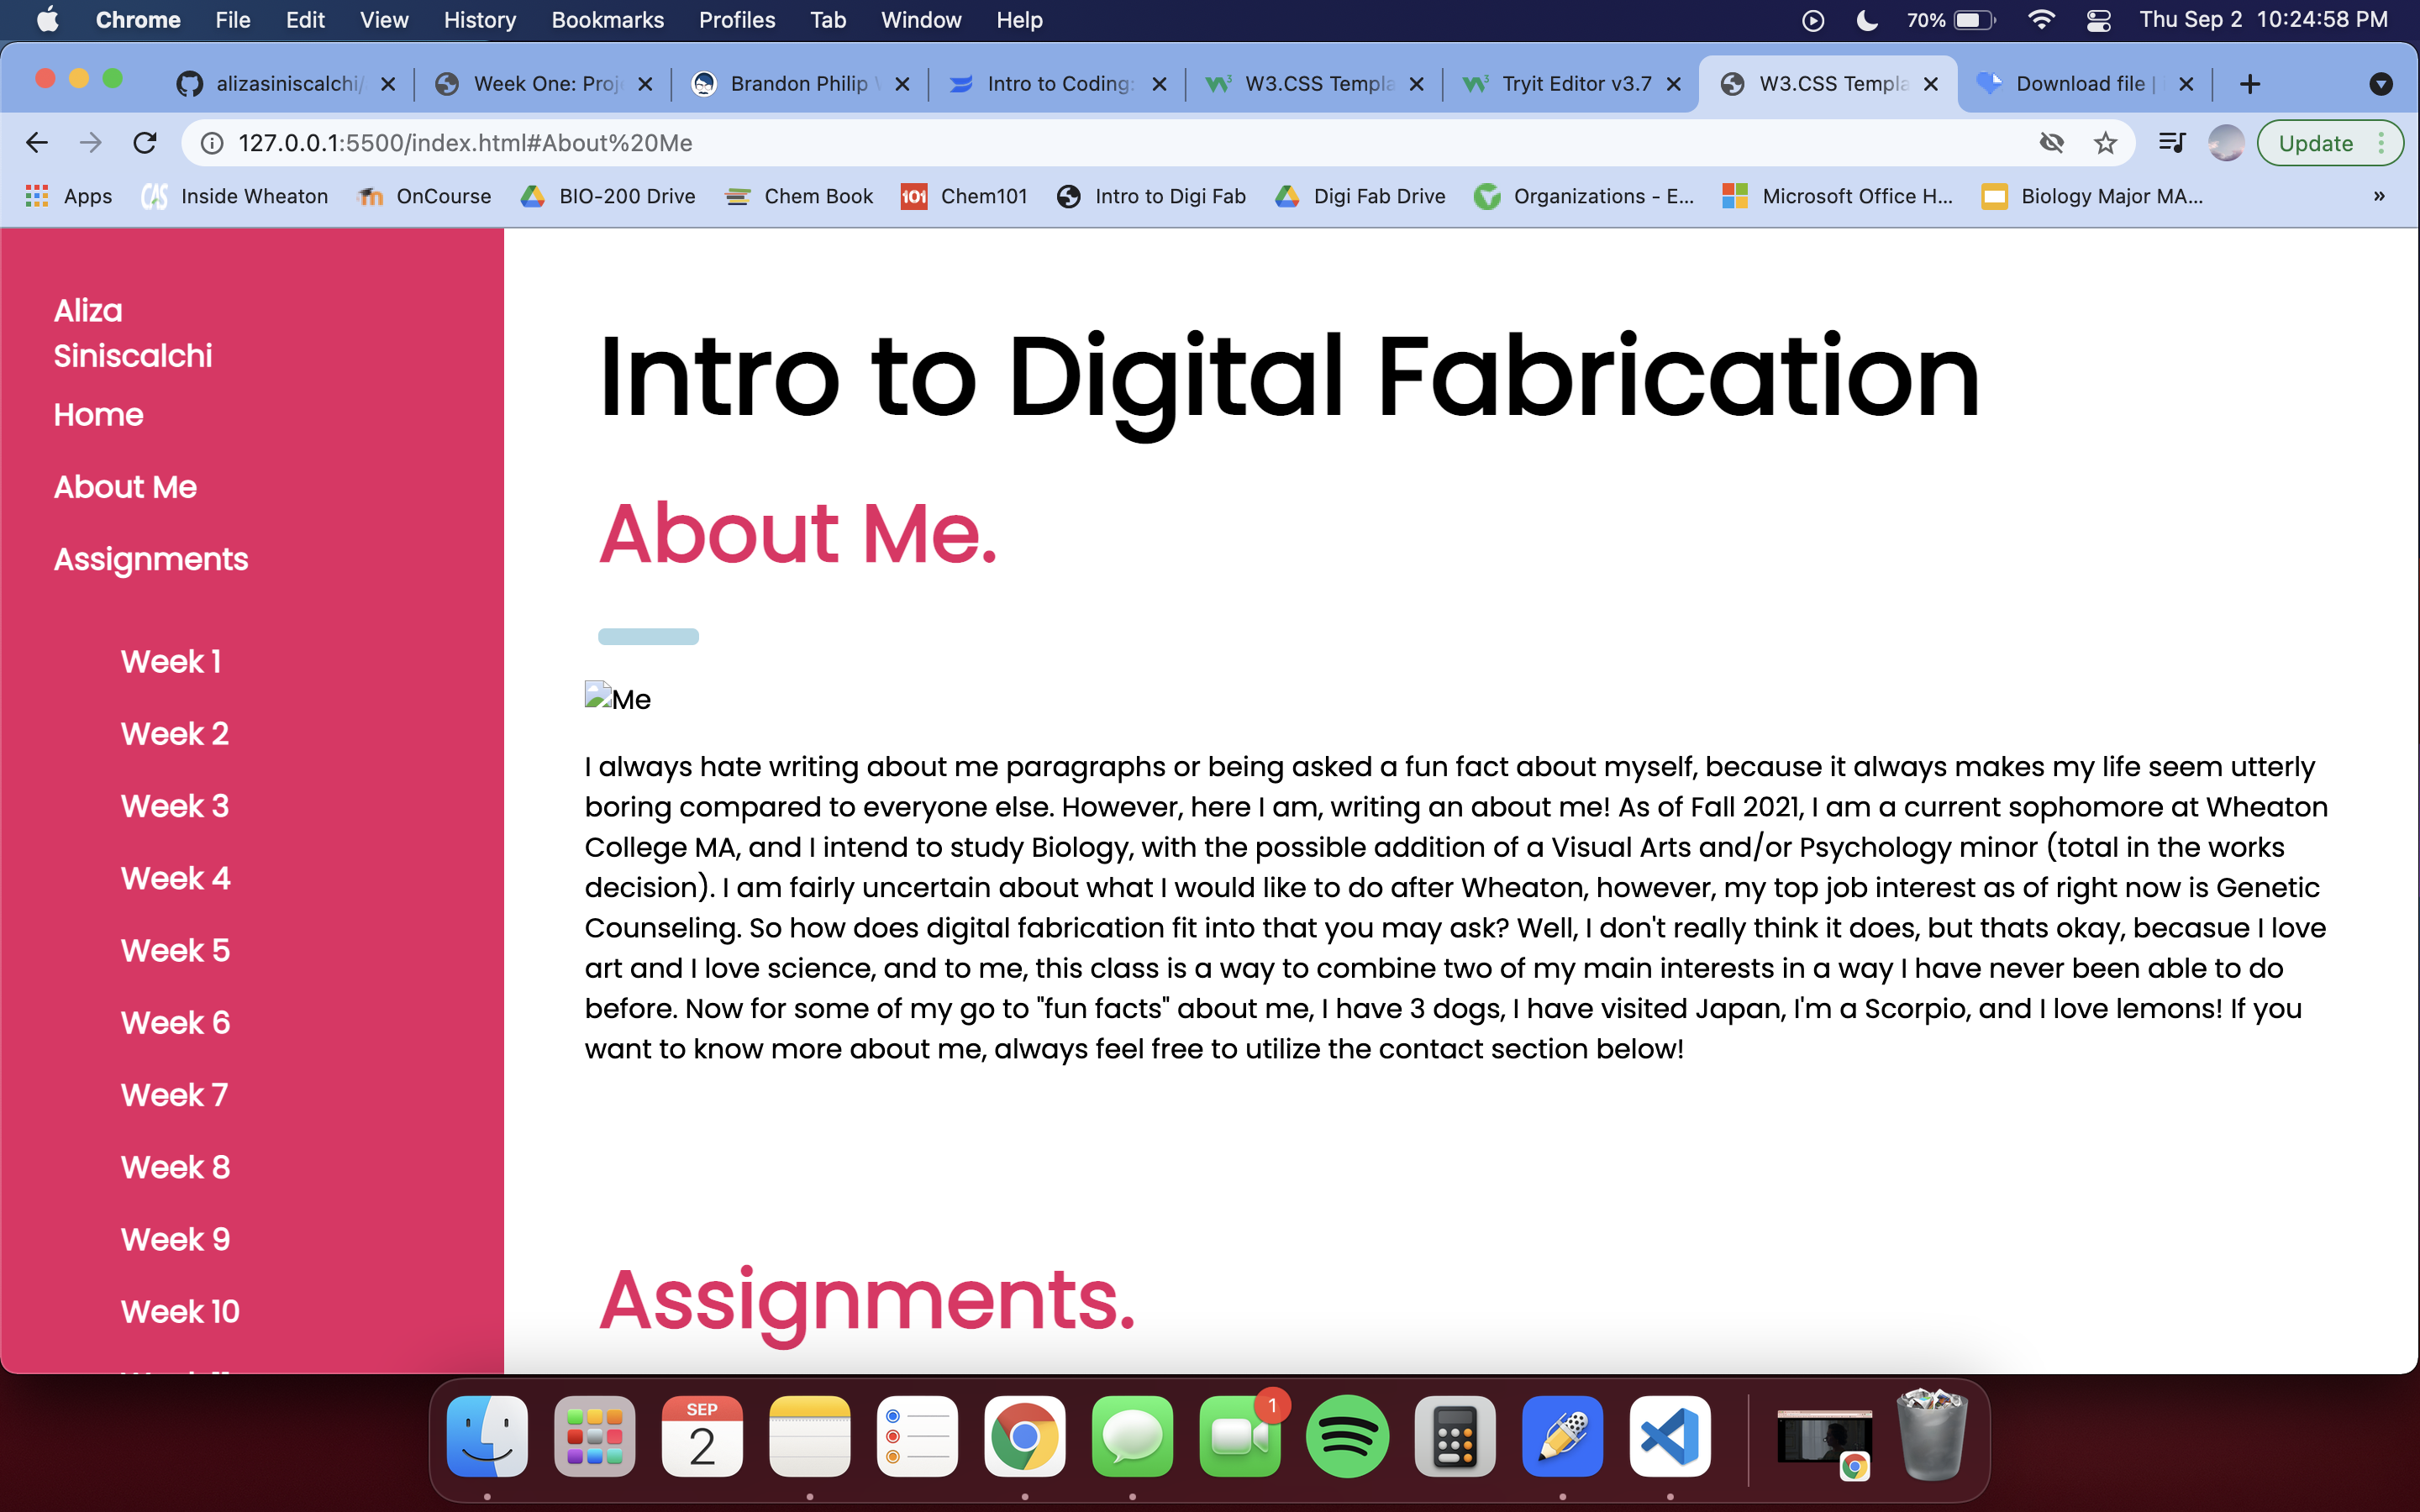 Chrome File Edit View History Bookmarks Profiles Tab Window Help 70% Thu Sep 2 10:24:58 PM
alizasiniscalchi/ Week One: Proj Brandon Philip Intro to Coding: W3.CSS Templa Tryit Editor v3.7 W3.CSS Templa Download file |
127.0.0.1:5500/index.html#About%20Me Update
Apps Inside Wheaton OnCourse BIO-200 Drive Chem Book 101 Chem101 Intro to Digi Fab Digi Fab Drive Organizations - E... Microsoft Office H... Biology Major MA... »
Aliza
Siniscalchi
Home
About Me
Assignments
Week 1
Week 2
Week 3
Week 4
Week 5
Week 6
Week 7
Week 8
Week 9
Week 10
Intro to Digital Fabrication
About Me.
Me
I always hate writing about me paragraphs or being asked a fun fact about myself, because it always makes my life seem utterly
boring compared to everyone else. However, here I am, writing an about me! As of Fall 2021, I am a current sophomore at Wheaton
College MA, and I intend to study Biology, with the possible addition of a Visual Arts and/or Psychology minor (total in the works
decision). I am fairly uncertain about what I would like to do after Wheaton, however, my top job interest as of right now is Genetic
Counseling. So how does digital fabrication fit into that you may ask? Well, I don't really think it does, but thats okay, becasue I love
art and I love science, and to me, this class is a way to combine two of my main interests in a way I have never been able to do
before. Now for some of my go to "fun facts" about me, I have 3 dogs, I have visited Japan, I'm a Scorpio, and I love lemons! If you
want to know more about me, always feel free to utilize the contact section below!
Assignments.
SEP
2
1